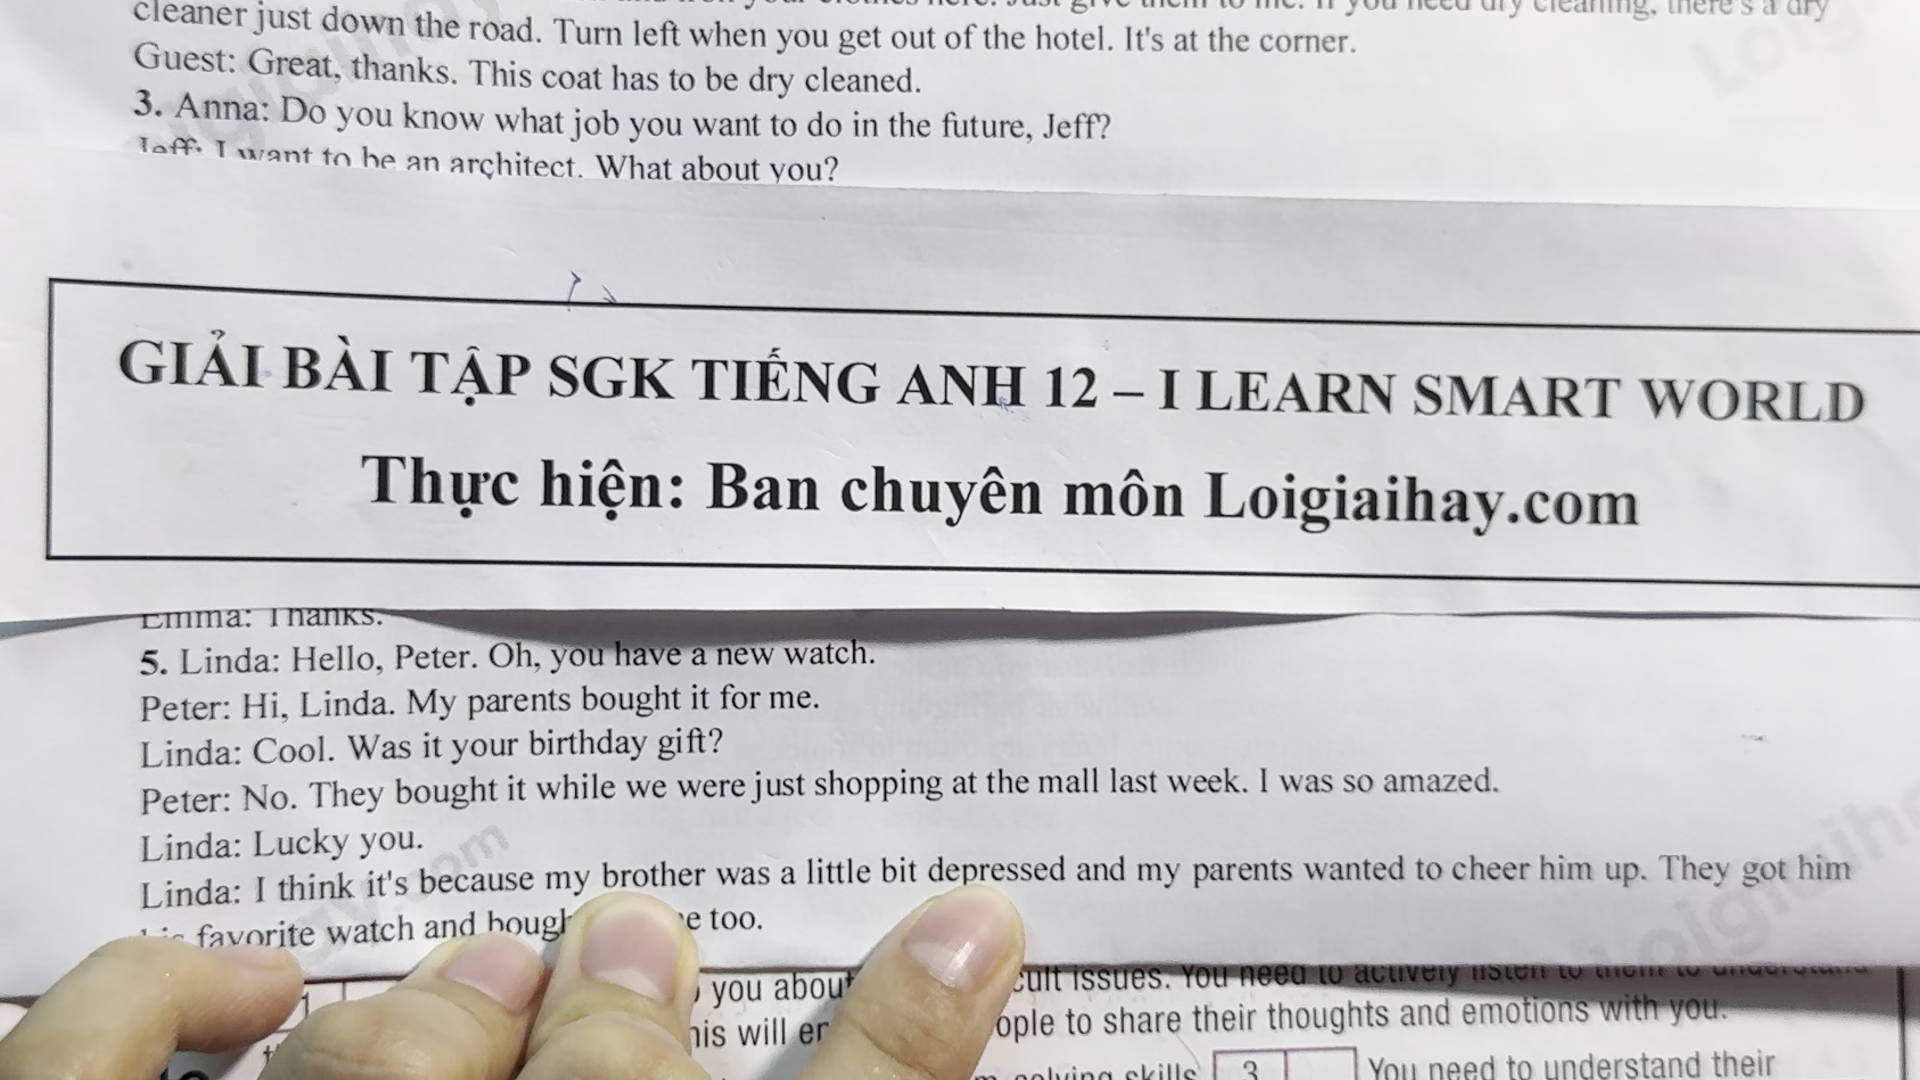 cleaner just down the road. Turn left when you get out of the hotel. It's at the corner.
Guest: Great, thanks. This coat has to be dry cleaned.
3. Anna: Do you know what job you want to do in the future, Jeff?
Jeff: I want to be an architect. What about you?
GIẢI BÀI TẬP SGK TIẾNG ANH 12 – I LEARN SMART WORLD
Thực hiện: Ban chuyên môn Loigiaihay.com
Emma: Thanks.
5. Linda: Hello, Peter. Oh, you have a new watch.
Peter: Hi, Linda. My parents bought it for me.
Linda: Cool. Was it your birthday gift?
Peter: No. They bought it while we were just shopping at the mall last week. I was so amazed.
Linda: Lucky you.
Linda: I think it's because my brother was a little bit depressed and my parents wanted to cheer him up. They got him
favorite watch and too.
you about issues. You need to actively listen to them to understand
will to share their thoughts and emotions with you.
skills 3 You need to understand their